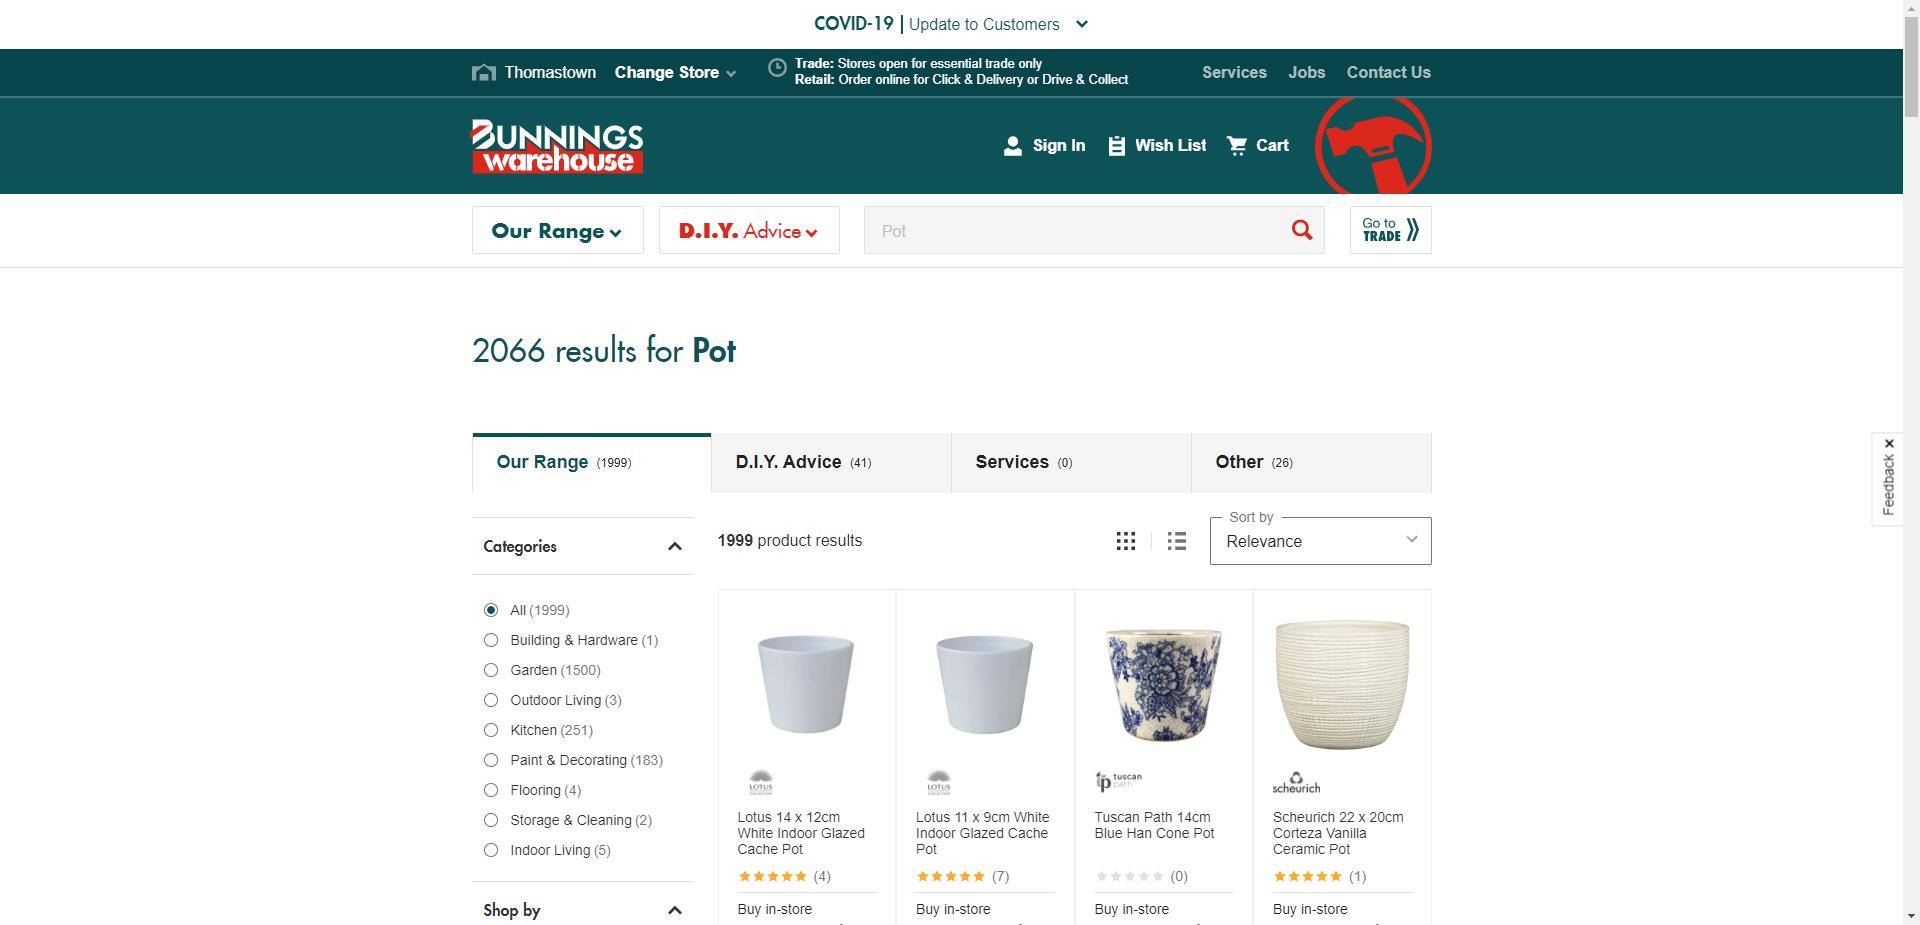 COVID-19 | Update to Customers
Thomastown Change Store
Trade: Stores open for essential trade only
Retail: Order online for Click & Delivery or Drive & Collect
Services Jobs Contact Us
BUNNINGS
warehouse
Sign In Wish List Cart
Our Range
D.I.Y. Advice
Pot
Go to
TRADE
2066 results for Pot
Our Range (1999)
D.I.Y. Advice (41)
Services (0)
Other (26)
Feedback
Categories
1999 product results
Sort by
Relevance
All (1999)
Building & Hardware (1)
Garden (1500)
Outdoor Living (3)
Kitchen (251)
Paint & Decorating (183)
Flooring (4)
Storage & Cleaning (2)
Indoor Living (5)
Shop by
LOTUS
Lotus 14 x 12cm
White Indoor Glazed
Cache Pot
(4)
Buy in-store
LOTUS
Lotus 11 x 9cm White
Indoor Glazed Cache
Pot
(7)
Buy in-store
tp tuscan
path
Tuscan Path 14cm
Blue Han Cone Pot
(0)
Buy in-store
scheurich
Scheurich 22 x 20cm
Corteza Vanilla
Ceramic Pot
(1)
Buy in-store